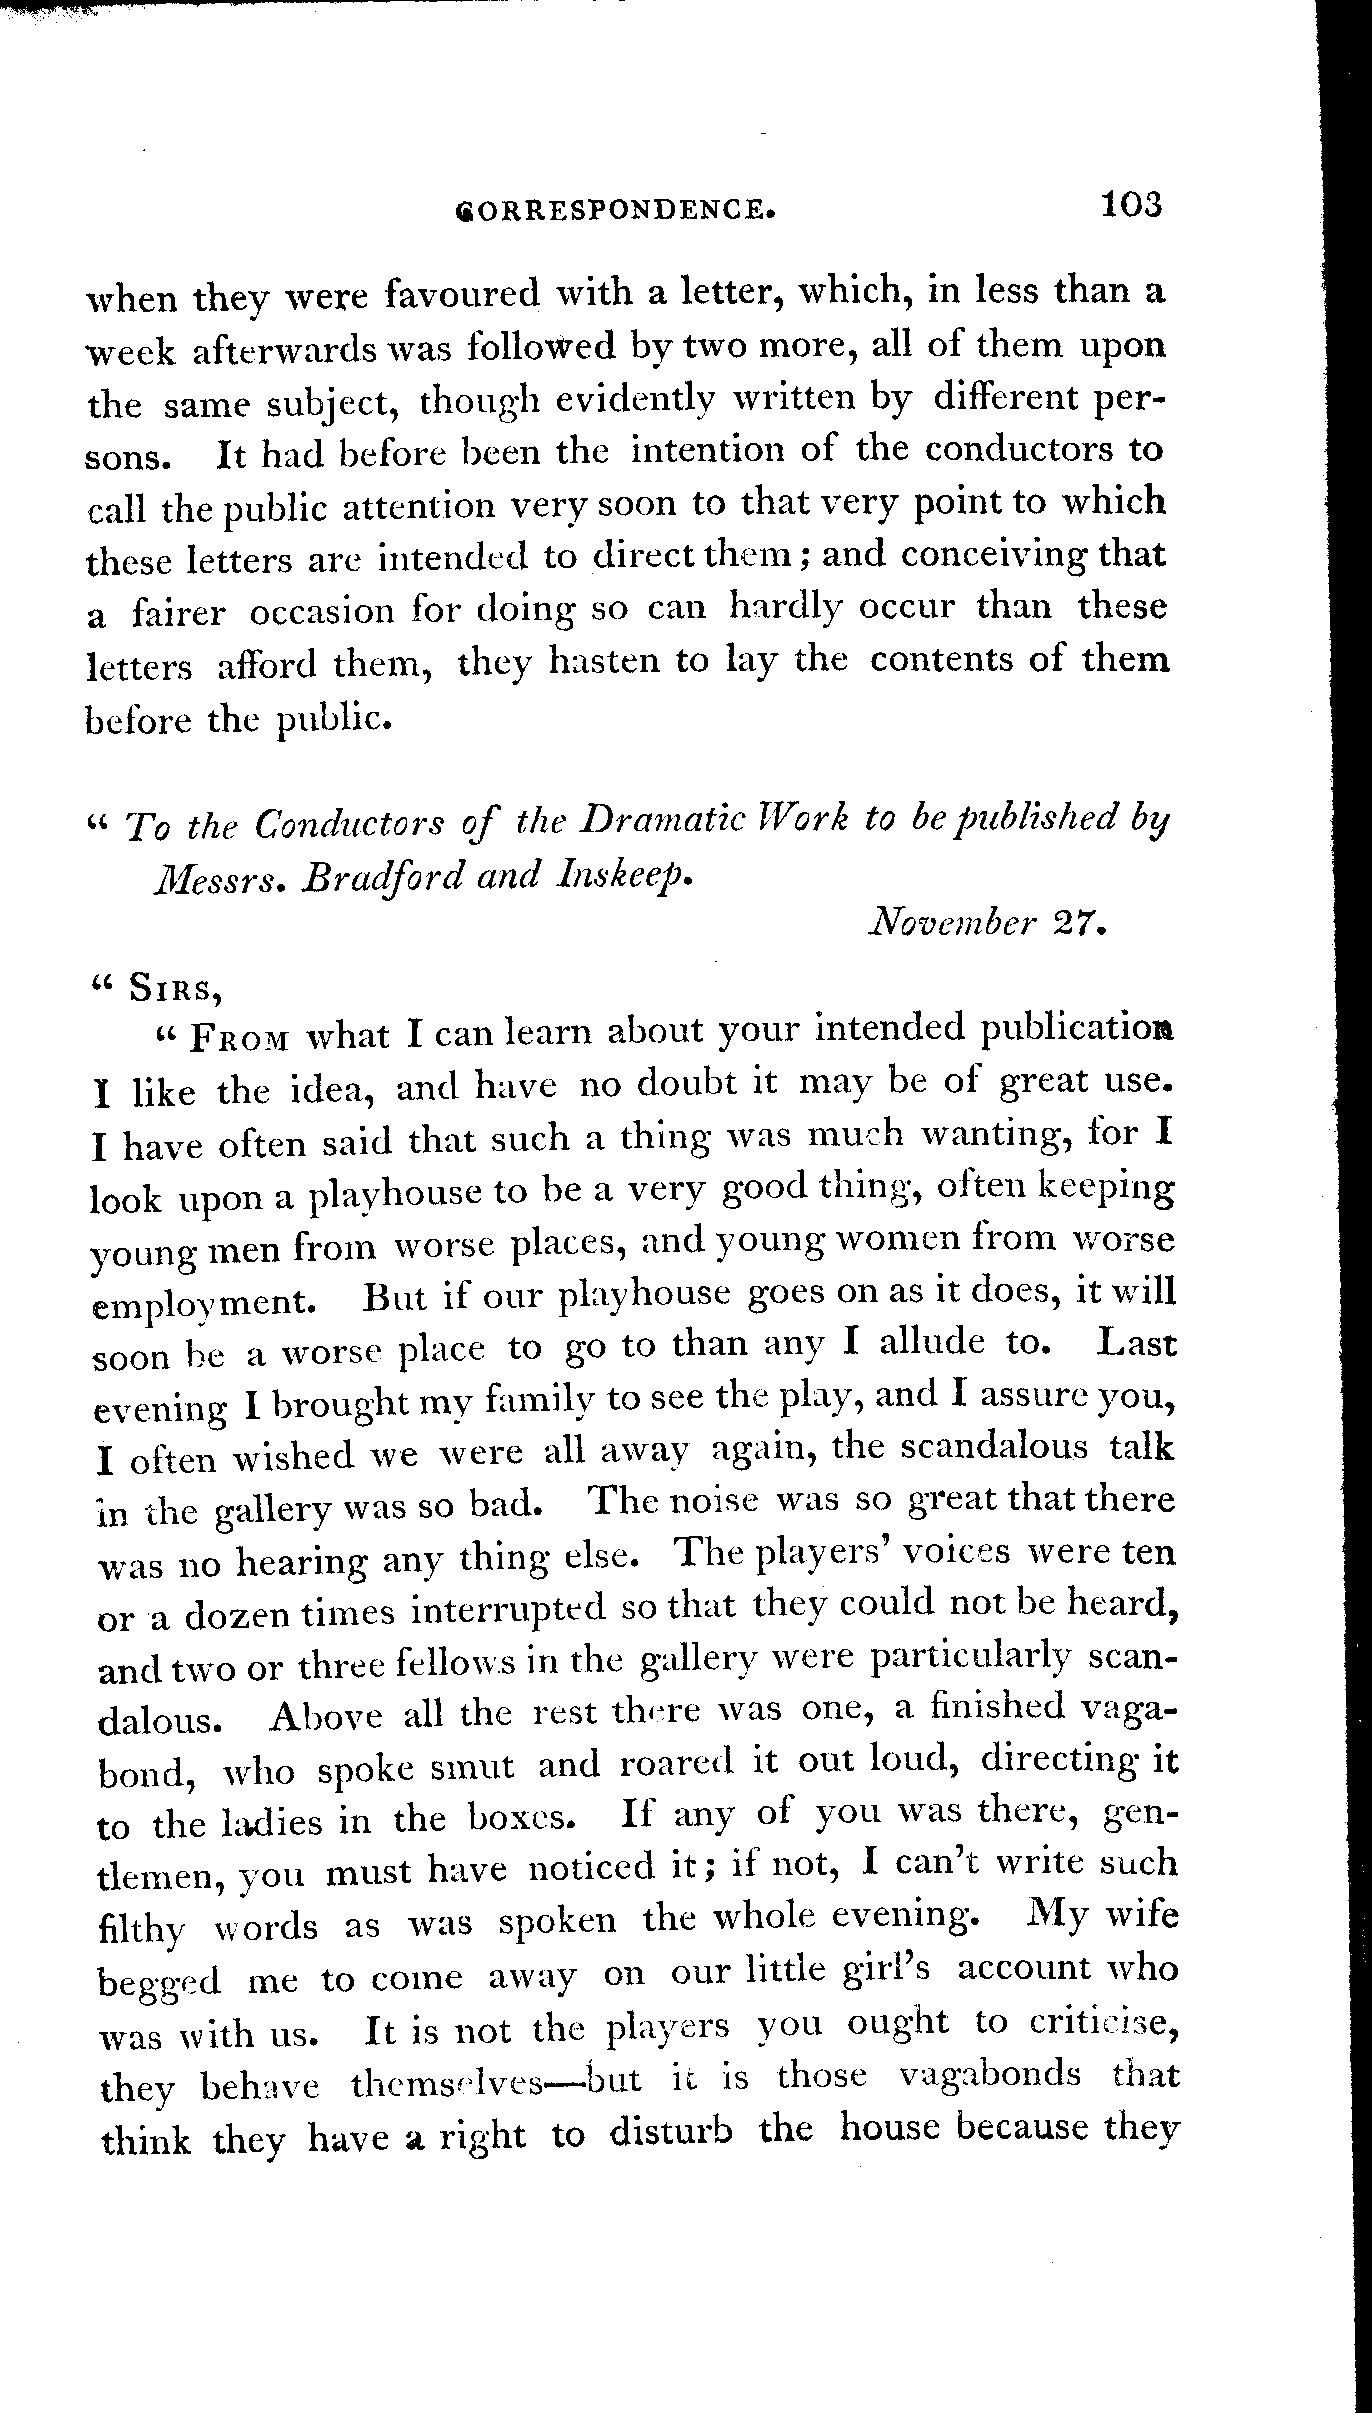 CORRESPONDENCE. 103
when they were favoured with a letter, which, in less than a
week afterwards was followed by two more, all of them upon
the same subject, though evidently written by different per-
sons. It had before been the intention of the conductors to
call the public attention very soon to that very point to which
these letters are intended to direct them; and conceiving that
a fairer occasion for doing so can hardly occur than these
letters afford them, they hasten to lay the contents of them
before the public.
“ To the Conductors of the Dramatic Work to be published by
Messrs. Bradford and Inskeep.
November 27.
“ SIRS,
“ FROM what I can learn about your intended publication
I like the idea, and have no doubt it may be of great use.
I have often said that such a thing was much wanting, for I
look upon a playhouse to be a very good thing, often keeping
young men from worse places, and young women from worse
employment. But if our playhouse goes on as it does, it will
soon be a worse place to go to than any I allude to. Last
evening I brought my family to see the play, and I assure you,
I often wished we were all away again, the scandalous talk
in the gallery was so bad. The noise was so great that there
was no hearing any thing else. The players’ voices were ten
or a dozen times interrupted so that they could not be heard,
and two or three fellows in the gallery were particularly scan-
dalous. Above all the rest there was one, a finished vaga-
bond, who spoke smut and roared it out loud, directing it
to the ladies in the boxes. If any of you was there, gen-
tlemen, you must have noticed it; if not, I can’t write such
filthy words as was spoken the whole evening. My wife
begged me to come away on our little girl’s account who
was with us. It is not the players you ought to criticise,
they behave themselves—but it is those vagabonds that
think they have a right to disturb the house because they